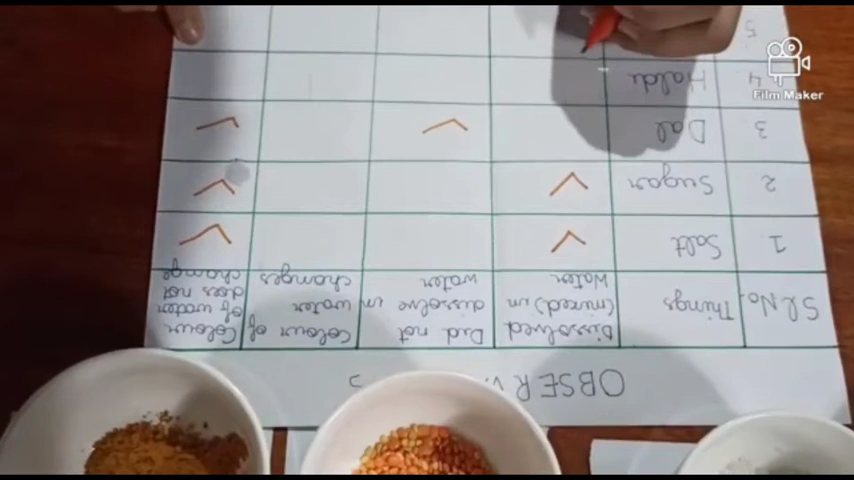 OBSERV
Sl No.
Things
Dissolved
(mixed) in
Water
Did not
dissolve in
water
Colour of
water
changes
Colour
of water
does not
change
1
Salt
2
Sugar
3
Dal
4
Haldi
5
Film Maker